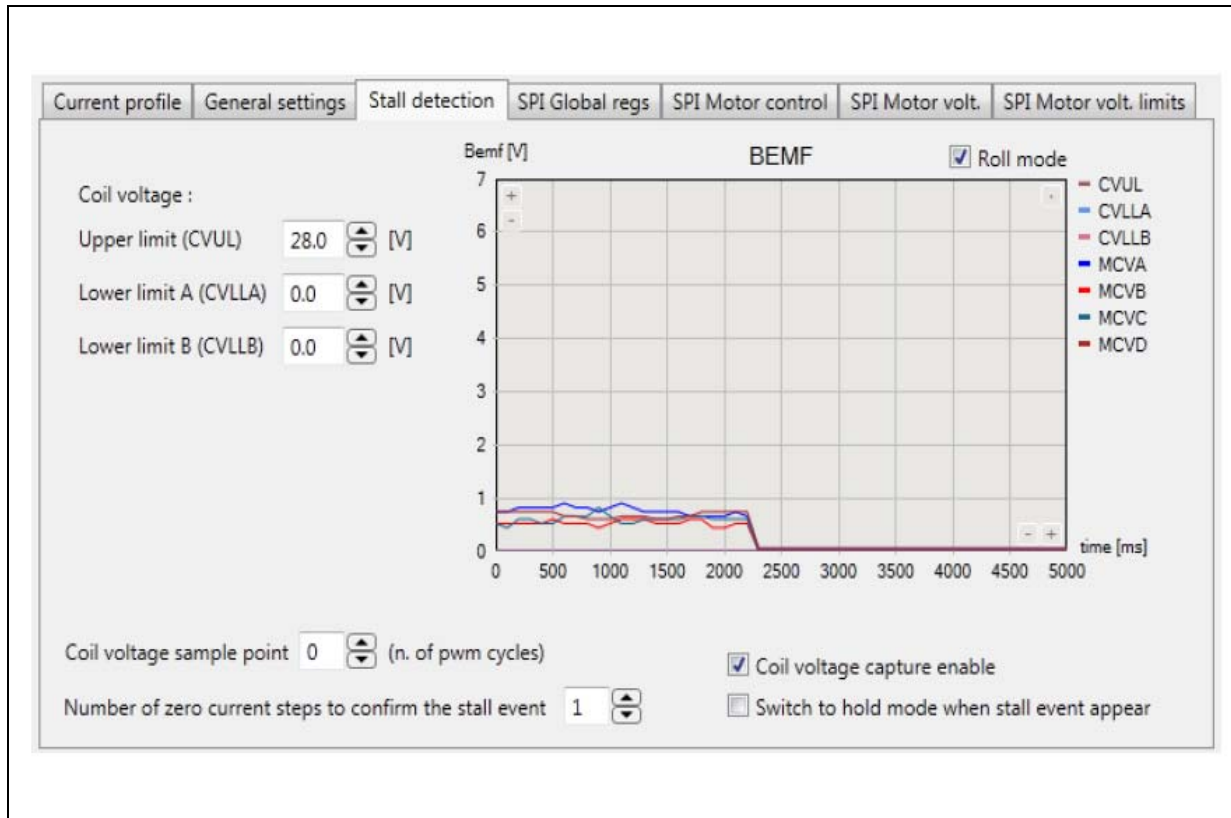 Current profile General settings Stall detection SPI Global regs SPI Motor control SPI Motor volt. SPI Motor volt. limits
Bemf [V] BEMF Roll mode
Coil voltage :
Upper limit (CVUL) 28.0 [V]
Lower limit A (CVLLA) 0.0 [V]
Lower limit B (CVLLB) 0.0 [V]
7
6
5
4
3
2
1
0
+
-
- +
CVUL
CVLLA
CVLLB
MCVA
MCVB
MCVC
MCVD
time [ms]
0 500 1000 1500 2000 2500 3000 3500 4000 4500 5000
Coil voltage sample point 0 (n. of pwm cycles)
Number of zero current steps to confirm the stall event 1
Coil voltage capture enable
Switch to hold mode when stall event appear